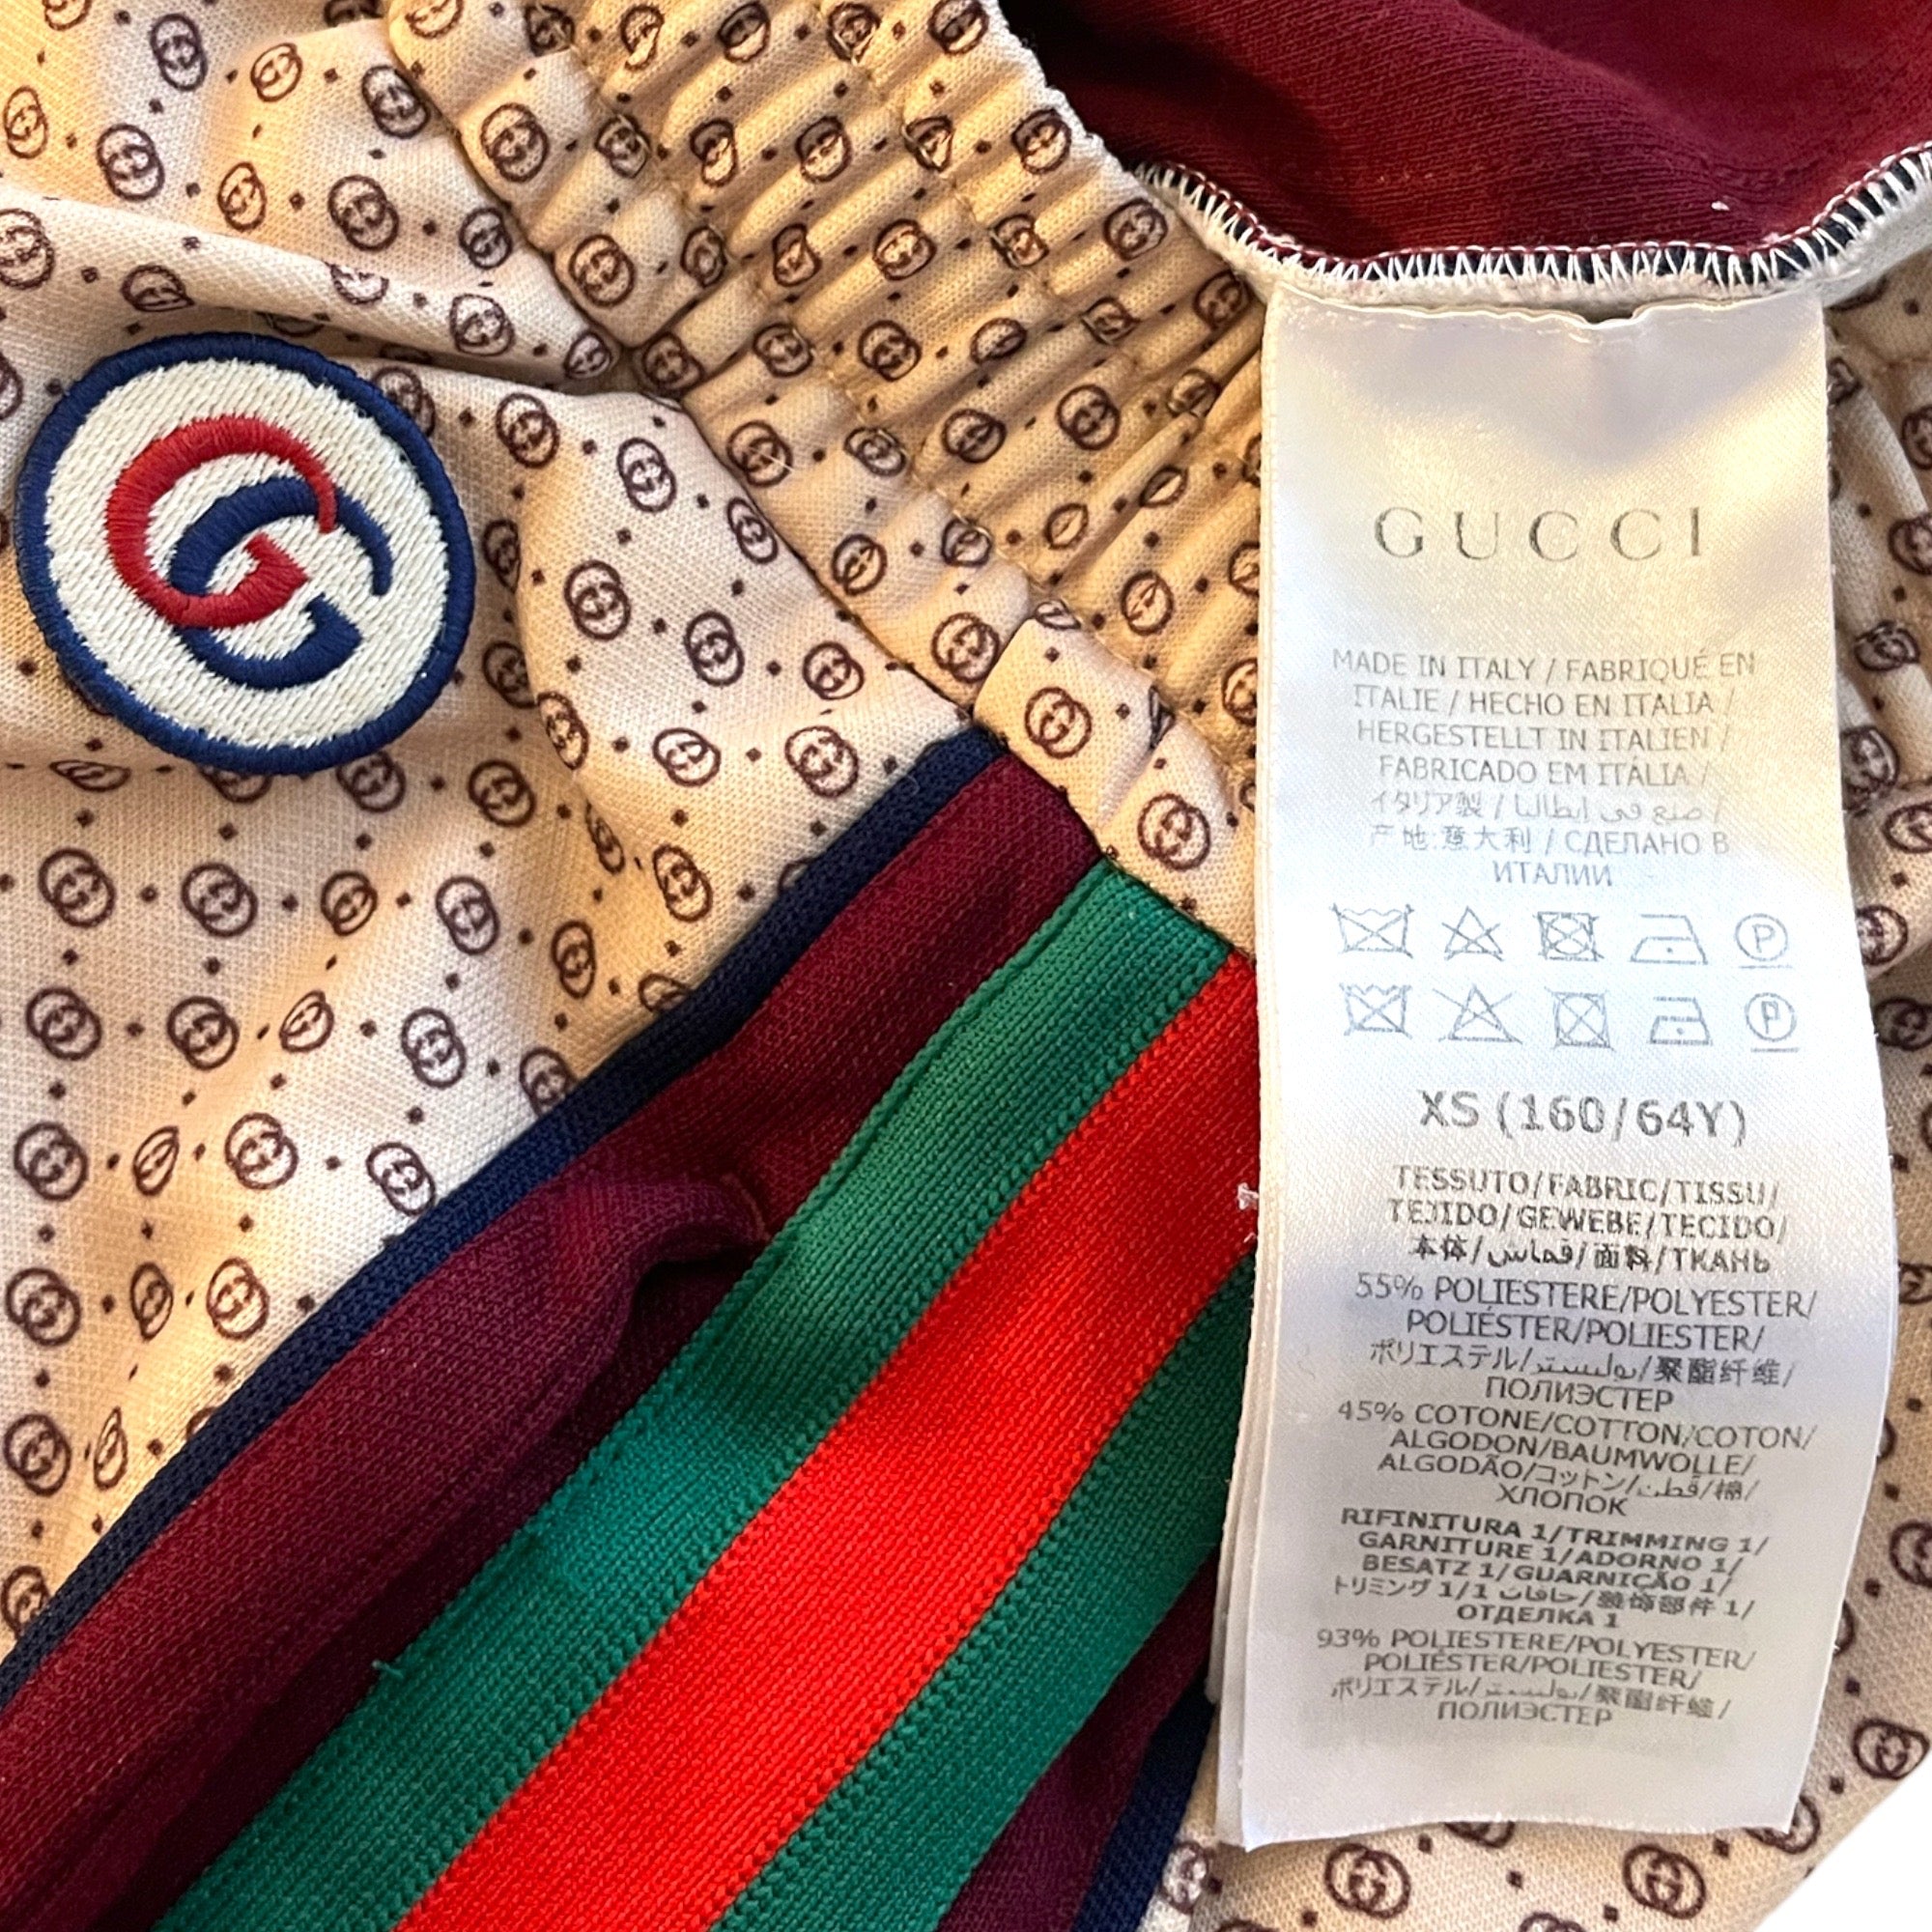 GUCCI
MADE IN ITALY / FABRIQUÉ EN
ITALIE / HECHO EN ITALIA /
HERGESTELLT IN ITALIEN /
FABRICADO EM ITÁLIA /
イタリア製 / صنع في إيطاليا /
产地:意大利 / СДЕЛАНО В
ИТАЛИИ
P
P
XS (160/64Y)
TESSUTO/FABRIC/TISSU/
TEJIDO/GEWEBE/TECIDO/
本体/قماش/面料/ТКАНЬ
55% POLIESTERE/POLYESTER/
POLIÉSTER/POLIESTER/
ポリエステル/بوليستر/聚酯纤维/
ПОЛИЭСТЕР
45% COTONE/COTTON/COTON/
ALGODON/BAUMWOLLE/
ALGODÃO/コットン/قطن/棉/
ХЛОПОК
RIFINITURA 1/TRIMMING 1/
GARNITURE 1/ADORNO 1/
BESATZ 1/GUARNIÇÃO 1/
トリミング 1/1 حافات/装饰部件 1/
ОТДЕЛКА 1
93% POLIESTERE/POLYESTER/
POLIÉSTER/POLIESTER/
ポリエステル/بوليستر/聚酯纤维/
ПОЛИЭСТЕР